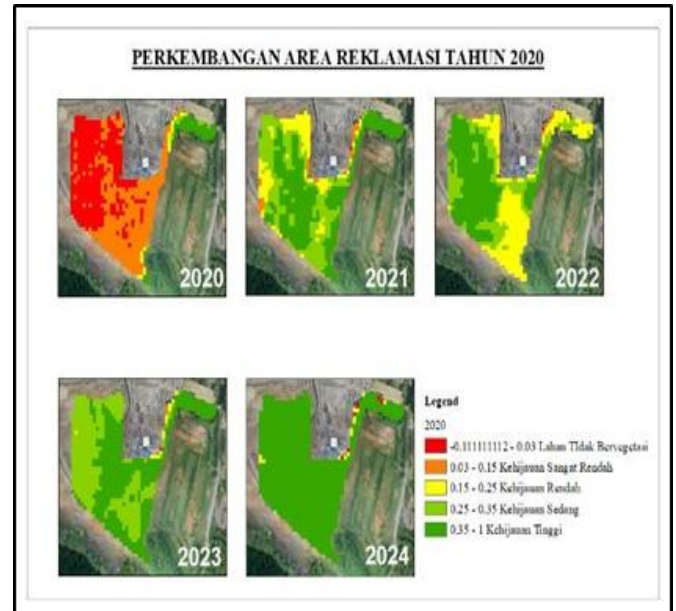 PERKEMBANGAN AREA REKLAMASI TAHUN 2020
2020
2021
2022
2023
2024
Legend
2020
-0.111111112 - 0.03 Lahan TIdak Bervegetasi
0.03 - 0.15 Kehijauan Sangat Rendah
0.15 - 0.25 Kehijauan Rendah
0.25 - 0.35 Kehijauan Sedang
0.35 - 1 Kehijauan Tinggi